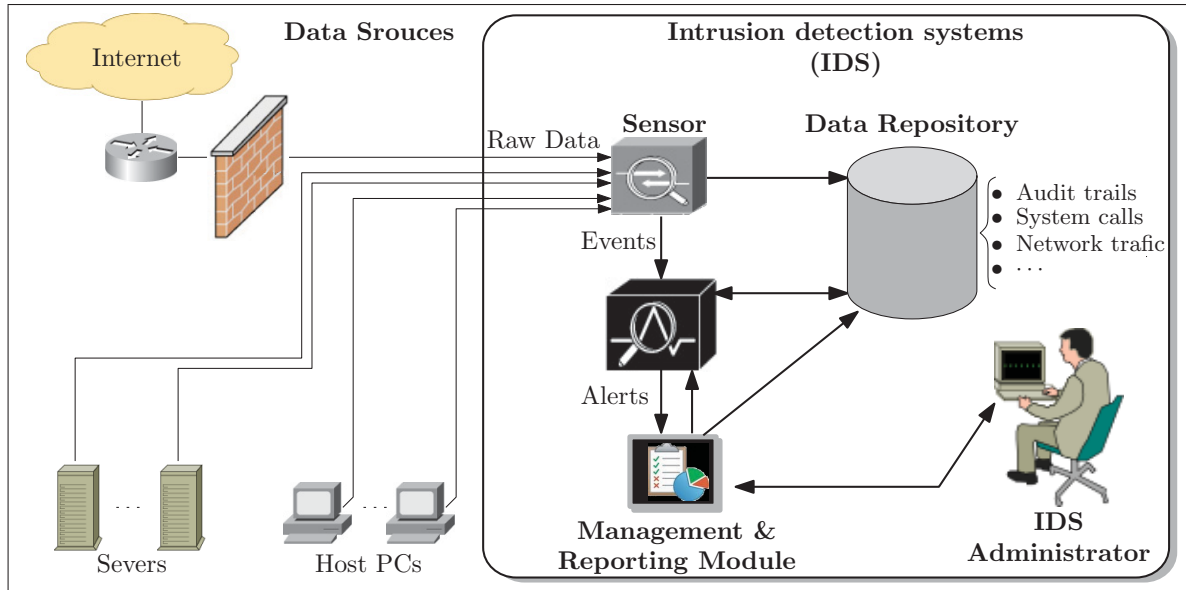 Data Srouces
Intrusion detection systems
(IDS)
Internet
Sensor
Data Repository
Raw Data
● Audit trails
● System calls
● Network trafic
● · · ·
Events
Alerts
· · ·
· · ·
Severs
Host PCs
Management &
Reporting Module
IDS
Administrator